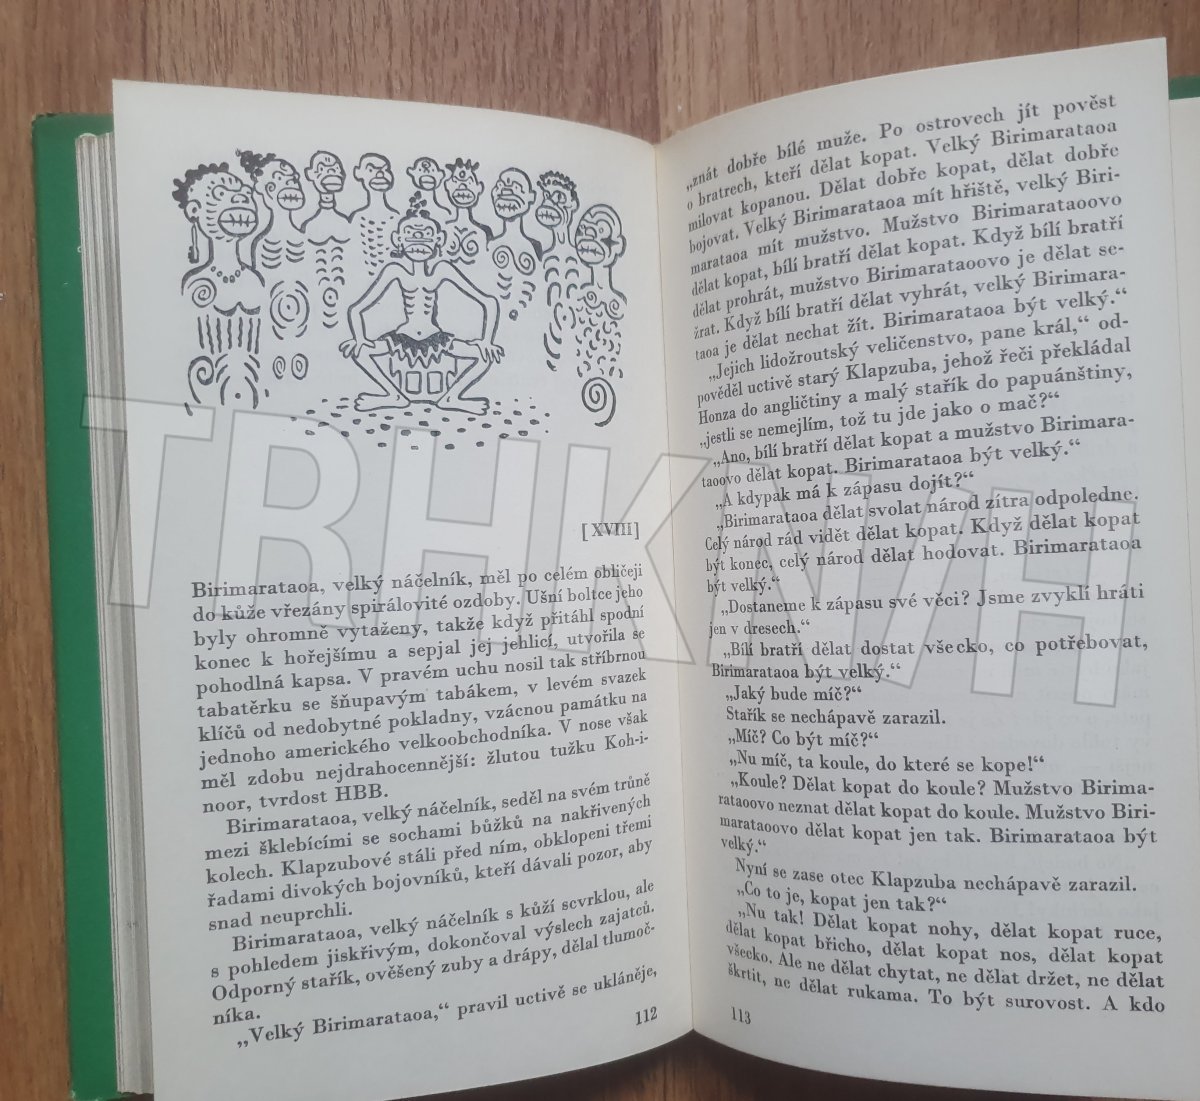 [XVIII]
Birimarataoa, velký náčelník, měl po celém obličeji
do kůže vřezány spirálovité ozdoby. Ušní boltce jeho
byly ohromně vytaženy, takže když přitáhl spodní
konec k hořejšímu a sepjal jej jehlicí, utvořila se
pohodlná kapsa. V pravém uchu nosil tak stříbrnou
tabatěrku se šňupavým tabákem, v levém svazek
klíčů od nedobytné pokladny, vzácnou památku na
jednoho amerického velkoobchodníka. V nose však
měl zdobu nejdrahocennější: žlutou tužku Koh-i-
noor, tvrdost HBB.
Birimarataoa, velký náčelník, seděl na svém trůně
mezi šklebícími se sochami bůžků na nakřivených
kolech. Klapzubové stáli před ním, obklopeni třemi
řadami divokých bojovníků, kteří dávali pozor, aby
snad neuprchli.
Birimarataoa, velký náčelník s kůží scvrklou, ale
s pohledem jiskřivým, dokončoval výslech zajatců.
Odporný stařík, ověšený zuby a drápy, dělal tlumoč-
níka.
„Velký Birimarataoa,“ pravil uctivě se ukláněje,
112
„znát dobře bílé muže. Po ostrovech jít pověst
o bratrech, kteří dělat kopat. Velký Birimarataoa
milovat kopanou. Dělat dobře kopat, dělat dobře
bojovat. Velký Birimarataoa mít hřiště, velký Biri-
marataoa mít mužstvo. Mužstvo Birimarataoovo
dělat kopat, bílí bratří dělat kopat. Když bílí bratří
dělat prohrát, mužstvo Birimarataoovo je dělat se-
žrat. Když bílí bratří dělat vyhrát, velký Birimara-
taoa je dělat nechat žít. Birimarataoa být velký.“
„Jejich lidožroutský veličenstvo, pane král,“ od-
pověděl uctivě starý Klapzuba, jehož řeči překládal
Honza do angličtiny a malý stařík do papuánštiny,
„jestli se nemejlím, tož tu jde jako o mač?“
„Ano, bílí bratří dělat kopat a mužstvo Birimara-
taoovo dělat kopat. Birimarataoa být velký.“
„A kdypak má k zápasu dojít?“
„Birimarataoa dělat svolat národ zítra odpoledne.
Celý národ rád vidět dělat kopat. Když dělat kopat
být konec, celý národ dělat hodovat. Birimarataoa
být velký.“
„Dostaneme k zápasu své věci? Jsme zvyklí hráti
jen v dresech.“
„Bílí bratří dělat dostat všecko, co potřebovat,
Birimarataoa být velký.“
„Jaký bude míč?“
Stařík se nechápavě zarazil.
„Míč? Co být míč?“
„Nu míč, ta koule, do které se kope!“
„Koule? Dělat kopat do koule? Mužstvo Birima-
rataoovo neznat dělat kopat do koule. Mužstvo Biri-
marataoovo dělat kopat jen tak. Birimarataoa být
velký.“
Nyní se zase otec Klapzuba nechápavě zarazil.
„Co to je, kopat jen tak?“
„Nu tak! Dělat kopat nohy, dělat kopat ruce,
dělat kopat břicho, dělat kopat nos, dělat kopat
všecko. Ale ne dělat chytat, ne dělat držet, ne dělat
škrtit, ne dělat rukama. To být surovost. A kdo
113
TRHKNIH